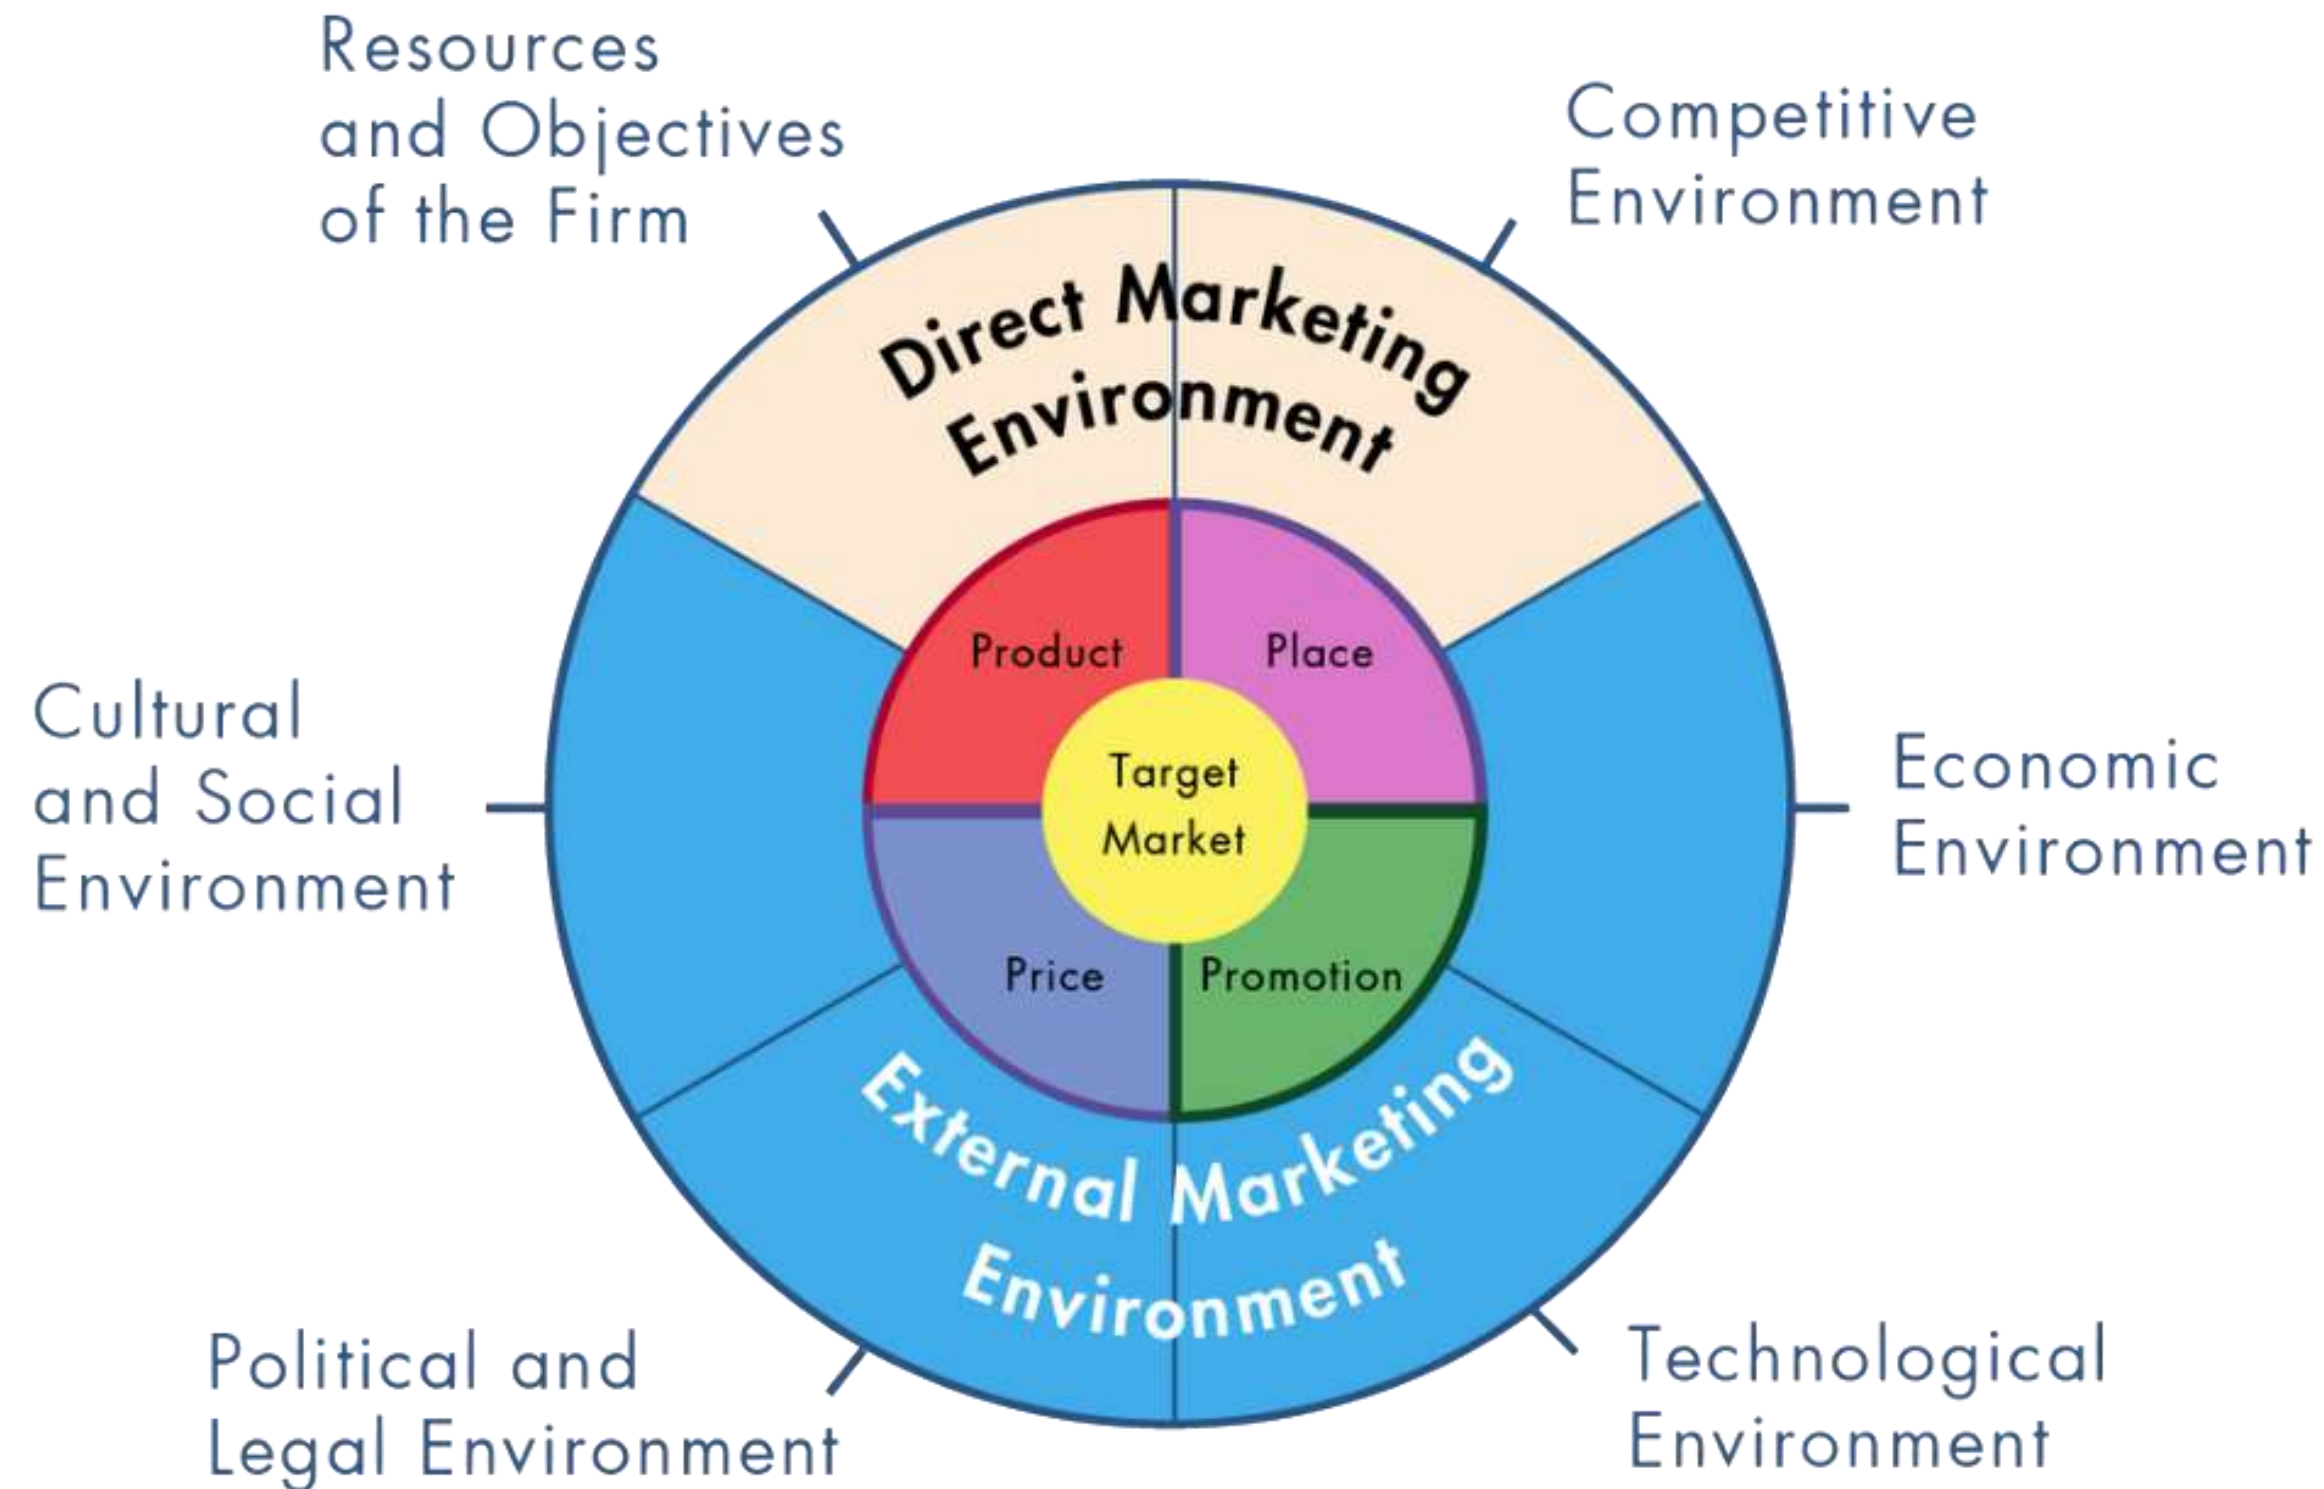 Resources
and Objectives
of the Firm
Competitive
Environment
Direct Marketing
Environment
Product
Place
Target
Market
Price
Promotion
Cultural
and Social
Environment
Economic
Environment
External Marketing
Environment
Political and
Legal Environment
Technological
Environment